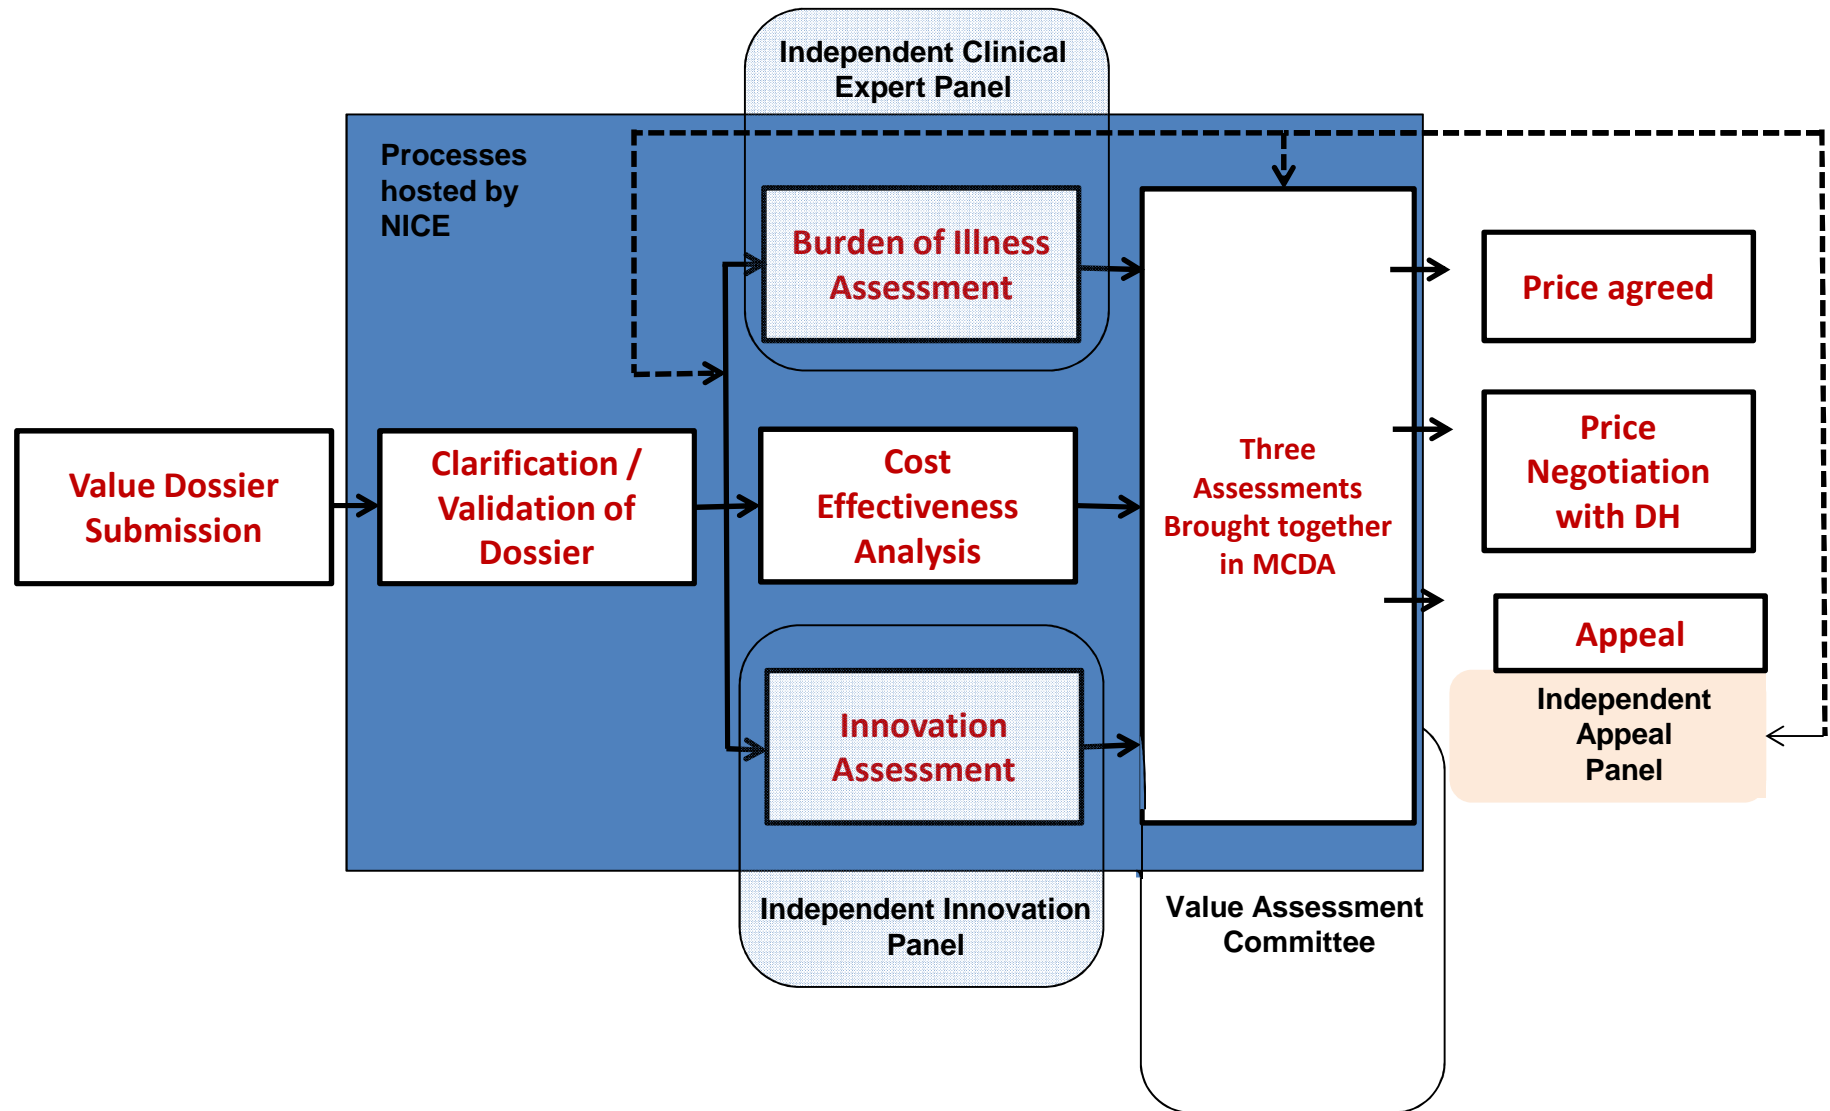 Independent Clinical
Expert Panel
Processes
hosted by
NICE
Burden of Illness
Assessment
Price agreed
Value Dossier
Submission
Clarification /
Validation of
Dossier
Cost
Effectiveness
Analysis
Three
Assessments
Brought together
in MCDA
Price
Negotiation
with DH
Appeal
Independent
Appeal
Panel
Innovation
Assessment
Independent Innovation
Panel
Value Assessment
Committee